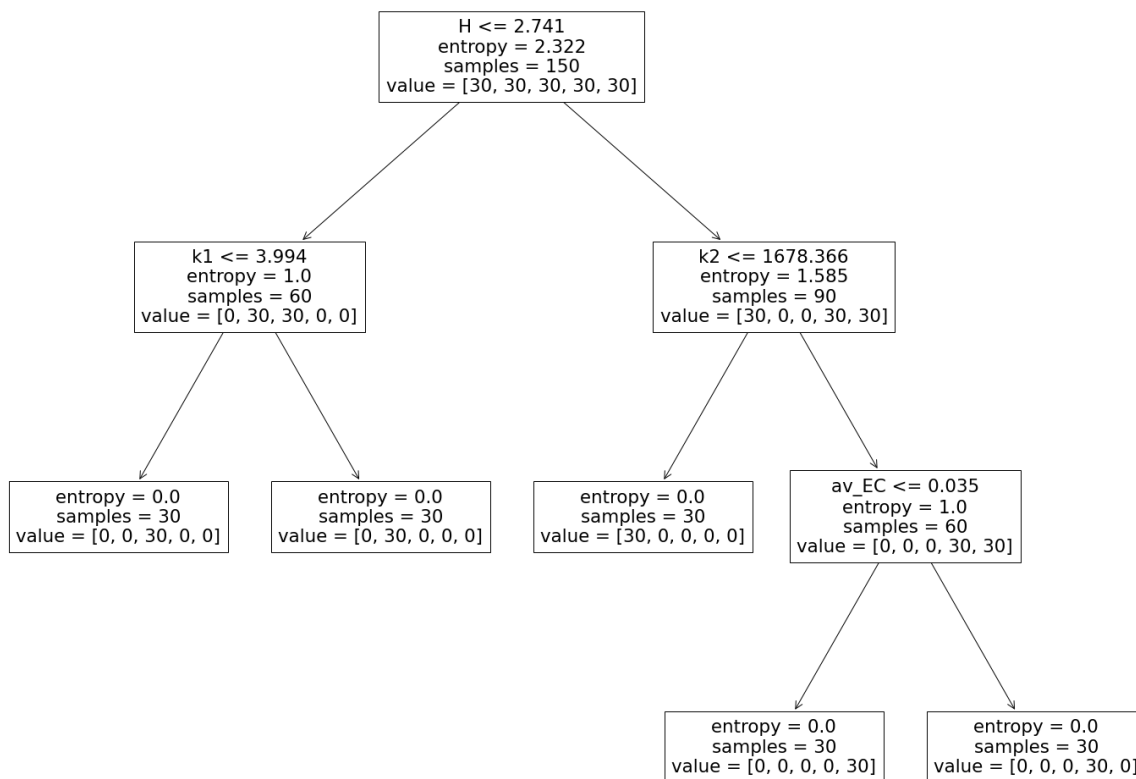 H <= 2.741
entropy = 2.322
samples = 150
value = [30, 30, 30, 30, 30]
k1 <= 3.994
entropy = 1.0
samples = 60
value = [0, 30, 30, 0, 0]
k2 <= 1678.366
entropy = 1.585
samples = 90
value = [30, 0, 0, 30, 30]
entropy = 0.0
samples = 30
value = [0, 0, 30, 0, 0]
entropy = 0.0
samples = 30
value = [0, 30, 0, 0, 0]
entropy = 0.0
samples = 30
value = [30, 0, 0, 0, 0]
av_EC <= 0.035
entropy = 1.0
samples = 60
value = [0, 0, 0, 30, 30]
entropy = 0.0
samples = 30
value = [0, 0, 0, 0, 30]
entropy = 0.0
samples = 30
value = [0, 0, 0, 30, 0]